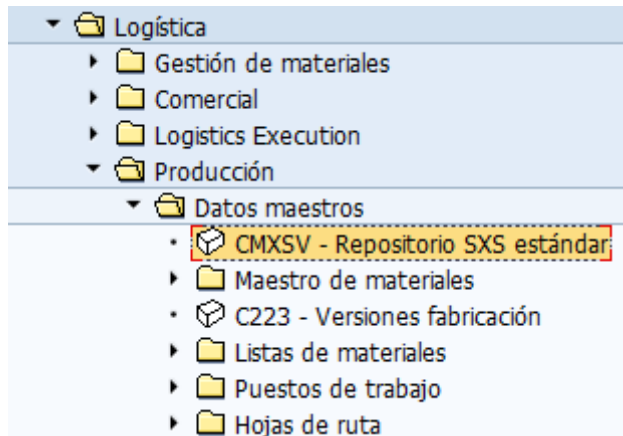 Logística
Gestión de materiales
Comercial
Logistics Execution
Producción
Datos maestros
CMXSV - Repositorio SXS estándar
Maestro de materiales
C223 - Versiones fabricación
Listas de materiales
Puestos de trabajo
Hojas de ruta